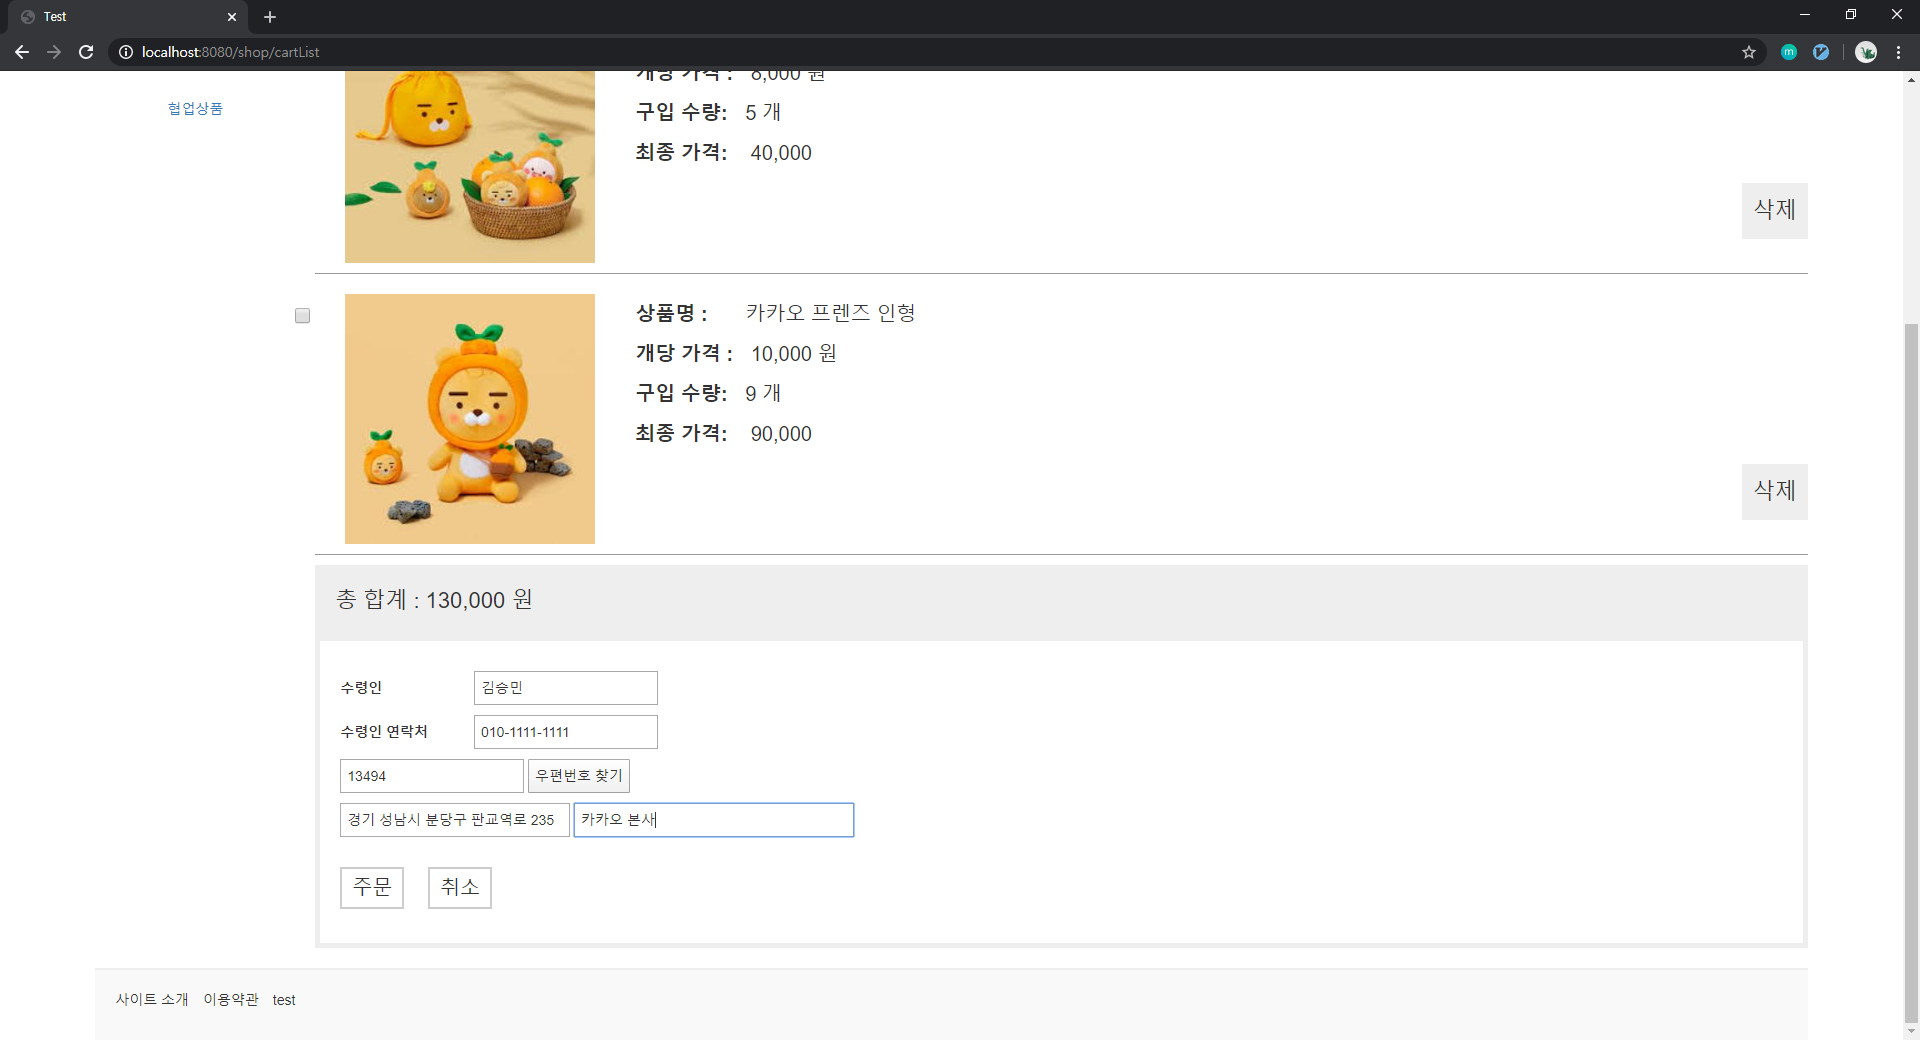 Test
localhost:8080/shop/cartList
m
협업상품
개당 가격 : 8,000 원
구입 수량: 5 개
최종 가격: 40,000
삭제
상품명 : 카카오 프렌즈 인형
개당 가격 : 10,000 원
구입 수량: 9 개
최종 가격: 90,000
삭제
총 합계 : 130,000 원
수령인 김승민
수령인 연락처 010-1111-1111
13494 우편번호 찾기
경기 성남시 분당구 판교역로 235 카카오 본사
주문 취소
사이트 소개 이용약관 test